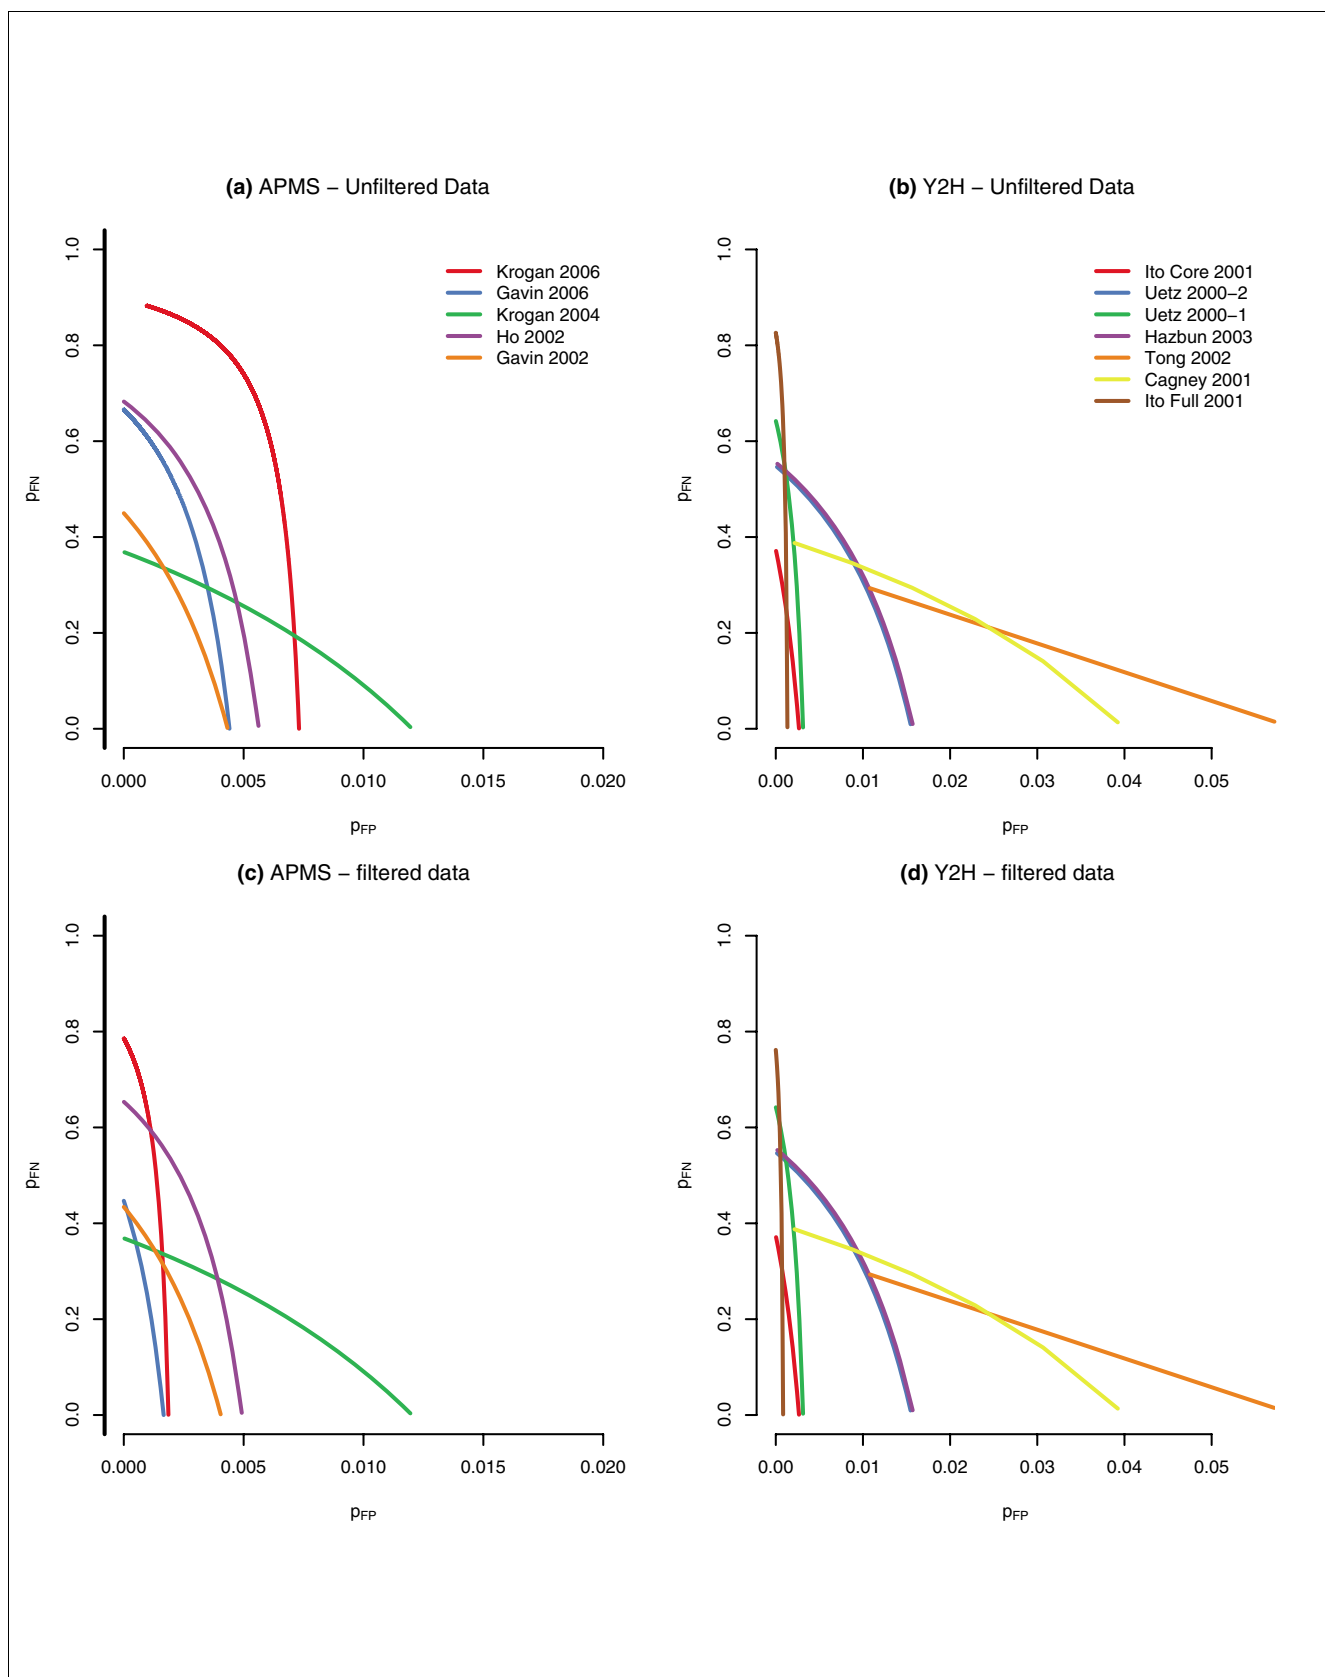 (a) APMS – Unfiltered Data
1.0
0.8
0.6
0.4
0.2
0.0
pFN
Krogan 2006
Gavin 2006
Krogan 2004
Ho 2002
Gavin 2002
0.000 0.005 0.010 0.015 0.020
pFP
(b) Y2H – Unfiltered Data
1.0
0.8
0.6
0.4
0.2
0.0
pFN
Ito Core 2001
Uetz 2000–2
Uetz 2000–1
Hazbun 2003
Tong 2002
Cagney 2001
Ito Full 2001
0.00 0.01 0.02 0.03 0.04 0.05
pFP
(c) APMS – filtered data
1.0
0.8
0.6
0.4
0.2
0.0
pFN
0.000 0.005 0.010 0.015 0.020
pFP
(d) Y2H – filtered data
1.0
0.8
0.6
0.4
0.2
0.0
pFN
0.00 0.01 0.02 0.03 0.04 0.05
pFP